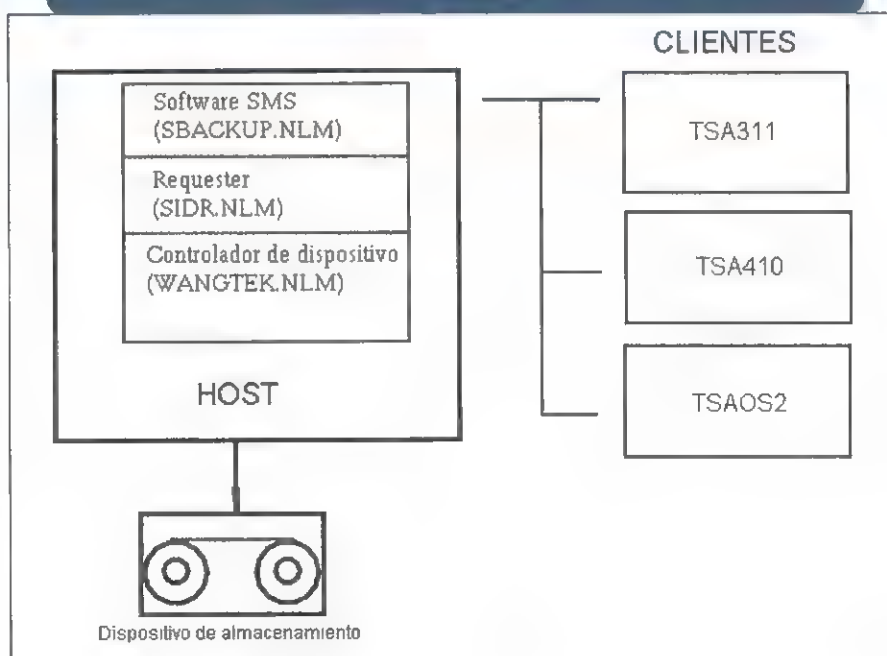 CLIENTES
Software SMS
(SBACKUP.NLM)
Requester
(SIDR.NLM)
Controlador de dispositivo
(WANGTEK.NLM)
HOST
TSA311
TSA410
TSAOS2
Dispositivo de almacenamiento